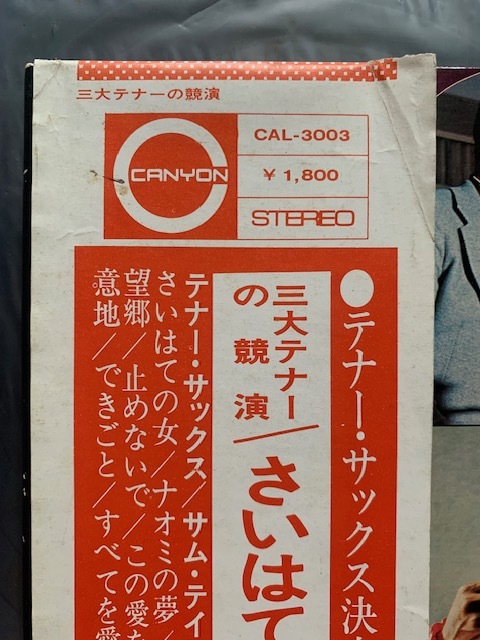 三大テナーの競演
CANYON
CAL-3003
¥ 1,800
STEREO
●テナー・サックス決
三大テナー
の競演
/さいはて
テナー・サックス/サム・テイ
さいはての女/ナオミの夢/
望郷/止めないで/この愛を
意地/できごと/すべてを愛